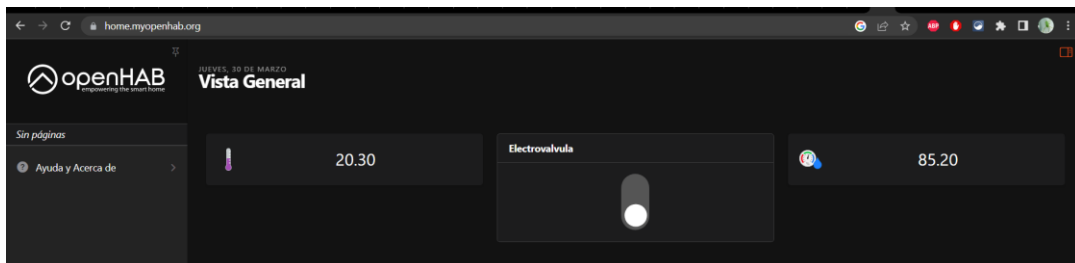 home.myopenhab.org
ABP
openHAB
empowering the smart home
JUEVES, 30 DE MARZO
Vista General
Sin páginas
Ayuda y Acerca de
20.30
Electrovalvula
85.20